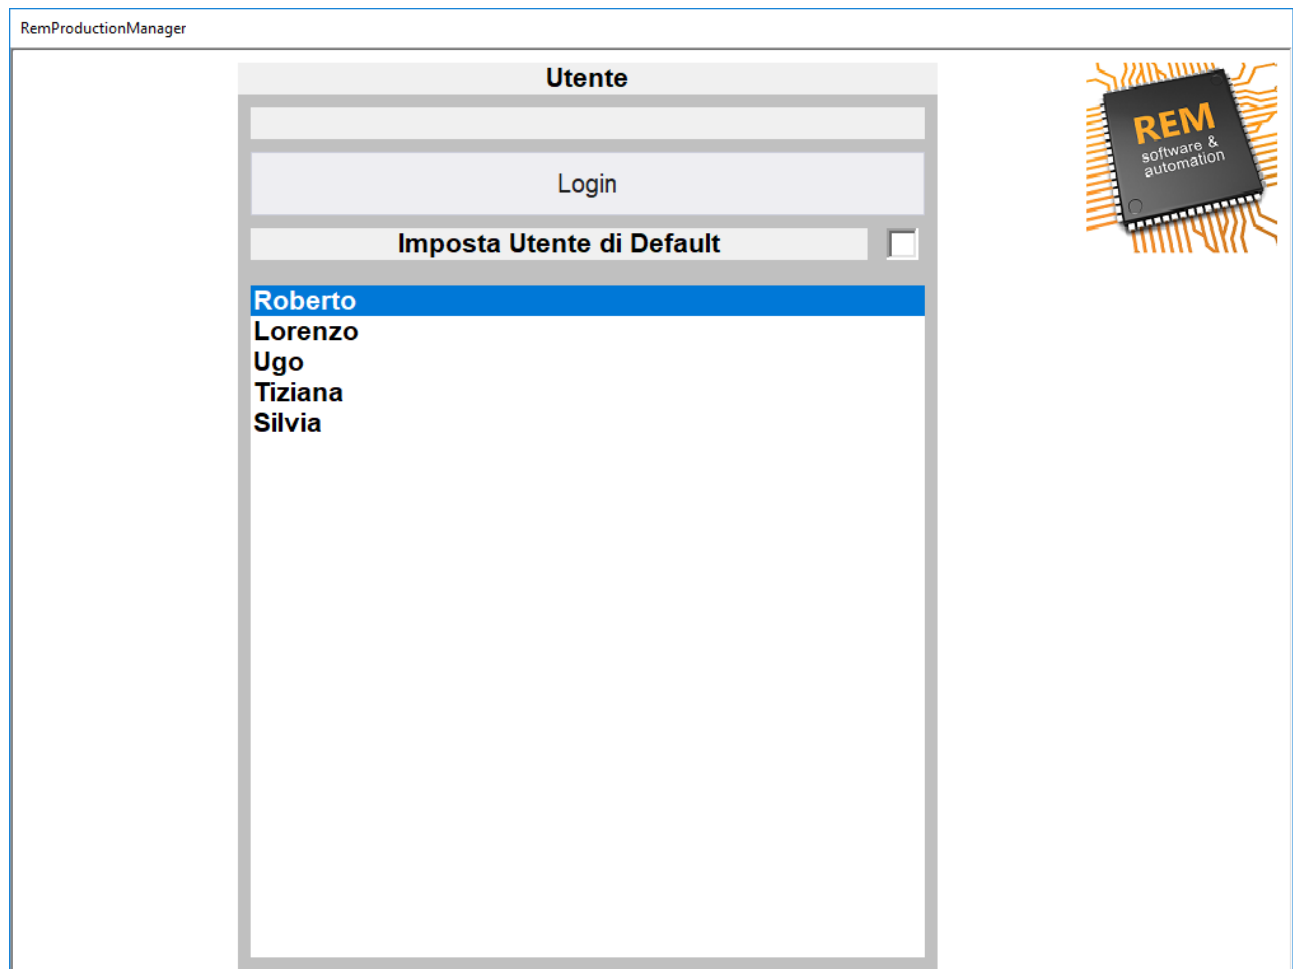 RemProductionManager
Utente
REM
software &
automation
Login
Imposta Utente di Default
Roberto
Lorenzo
Ugo
Tiziana
Silvia